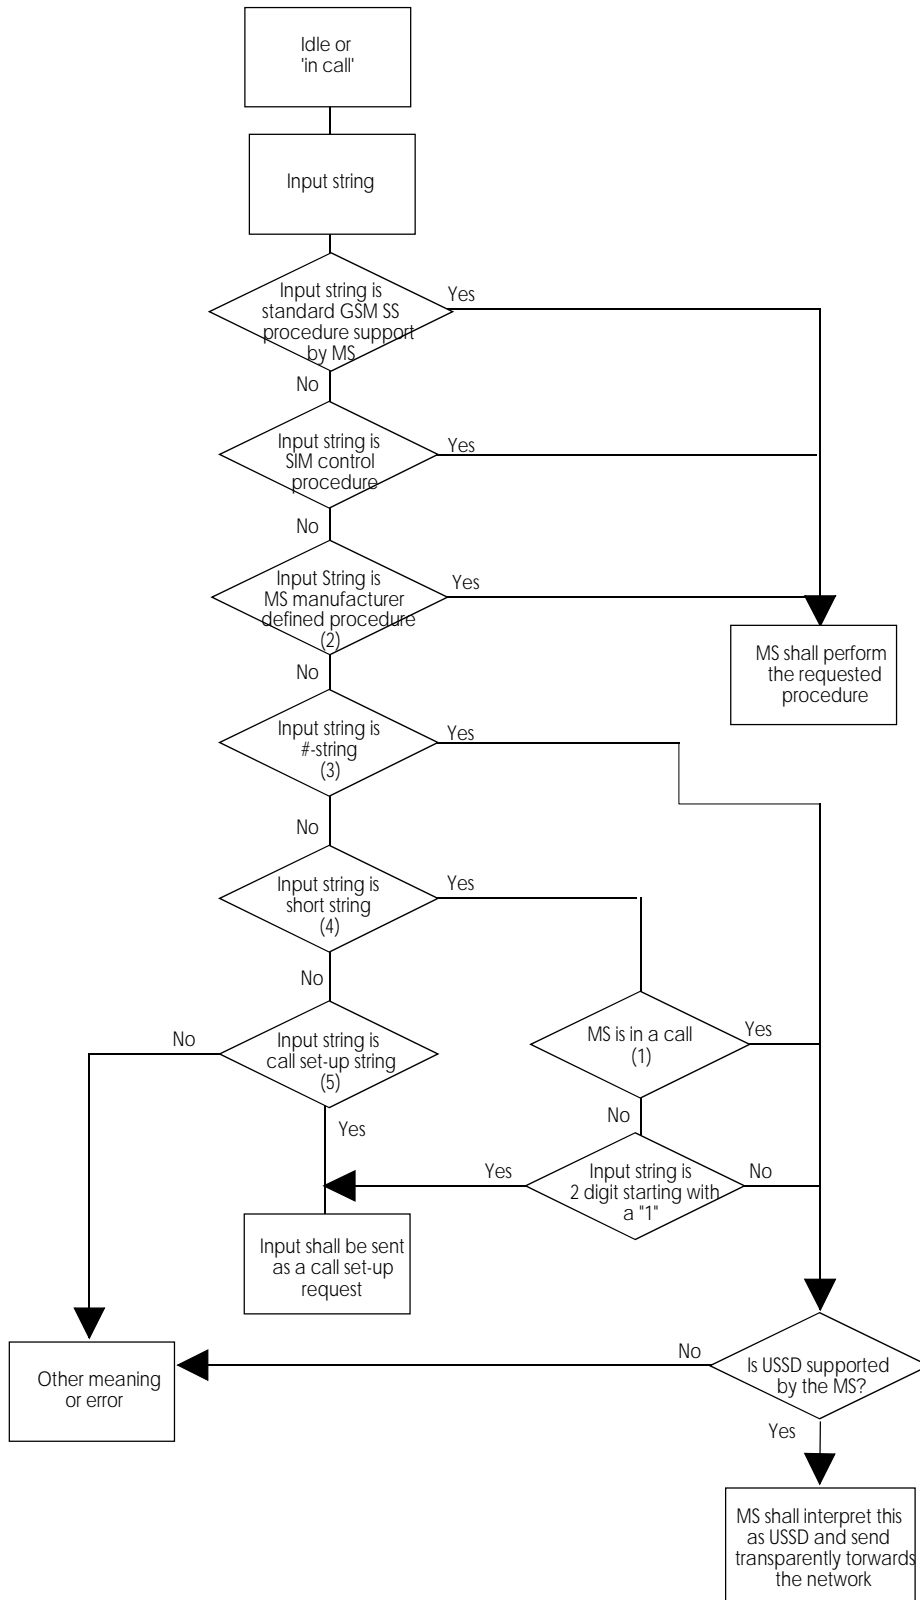 Idle or
'in call'
Input string
Input string is
standard GSM SS
procedure support
by MS
Yes
No
Input string is
SIM control
procedure
Yes
No
Input String is
MS manufacturer
defined procedure
(2)
Yes
No
MS shall perform
the requested
procedure
Input string is
#-string
(3)
Yes
No
Input string is
short string
(4)
Yes
No
No
Input string is
call set-up string
(5)
Yes
MS is in a call
(1)
Yes
No
Yes
Input string is
2 digit starting with
a "1"
No
Input shall be sent
as a call set-up
request
Other meaning
or error
No
Is USSD supported
by the MS?
Yes
MS shall interpret this
as USSD and send
transparently torwards
the network